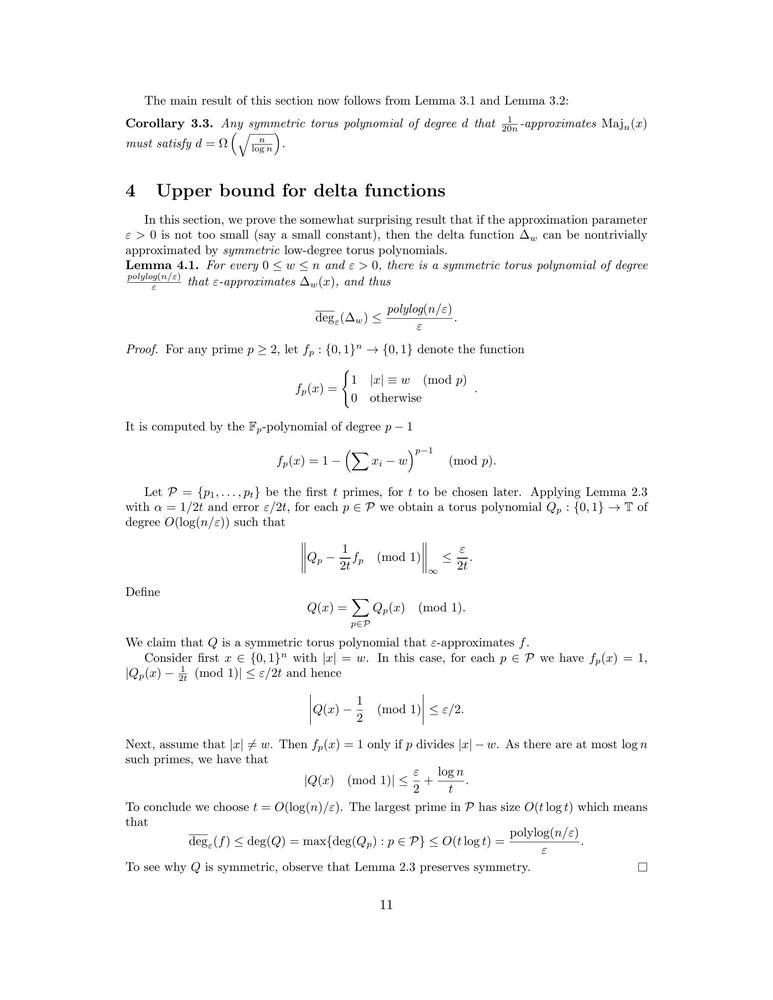 The main result of this section now follows from Lemma 3.1 and Lemma 3.2:
Corollary 3.3. Any symmetric torus polynomial of degree d that $\frac{1}{20n}$-approximates Maj$_n(x)$
must satisfy $d = \Omega\left(\sqrt{\frac{n}{\log n}}\right)$.
4 Upper bound for delta functions
In this section, we prove the somewhat surprising result that if the approximation parameter
$\varepsilon > 0$ is not too small (say a small constant), then the delta function $\Delta_w$ can be nontrivially
approximated by symmetric low-degree torus polynomials.
Lemma 4.1. For every $0 \le w \le n$ and $\varepsilon > 0$, there is a symmetric torus polynomial of degree
$\frac{polylog(n/\varepsilon)}{\varepsilon}$ that $\varepsilon$-approximates $\Delta_w(x)$, and thus
$\overline{\deg}_\varepsilon(\Delta_w) \le \frac{polylog(n/\varepsilon)}{\varepsilon}.$
Proof. For any prime $p \ge 2$, let $f_p : \{0,1\}^n \to \{0,1\}$ denote the function
$f_p(x) = \begin{cases} 1 & |x| \equiv w \pmod p \\ 0 & \text{otherwise} \end{cases}.$
It is computed by the $\mathbb{F}_p$-polynomial of degree $p - 1$
$f_p(x) = 1 - \left(\sum x_i - w\right)^{p-1} \pmod p.$
Let $\mathcal{P} = \{p_1, \ldots, p_t\}$ be the first $t$ primes, for $t$ to be chosen later. Applying Lemma 2.3
with $\alpha = 1/2t$ and error $\varepsilon/2t$, for each $p \in \mathcal{P}$ we obtain a torus polynomial $Q_p : \{0,1\} \to \mathbb{T}$ of
degree $O(\log(n/\varepsilon))$ such that
$\left\| Q_p - \frac{1}{2t} f_p \pmod 1 \right\|_\infty \le \frac{\varepsilon}{2t}.$
Define
$Q(x) = \sum_{p \in \mathcal{P}} Q_p(x) \pmod 1.$
We claim that $Q$ is a symmetric torus polynomial that $\varepsilon$-approximates $f$.
Consider first $x \in \{0,1\}^n$ with $|x| = w$. In this case, for each $p \in \mathcal{P}$ we have $f_p(x) = 1$,
$|Q_p(x) - \frac{1}{2t} \pmod 1| \le \varepsilon/2t$ and hence
$\left| Q(x) - \frac{1}{2} \pmod 1 \right| \le \varepsilon/2.$
Next, assume that $|x| \ne w$. Then $f_p(x) = 1$ only if $p$ divides $|x| - w$. As there are at most $\log n$
such primes, we have that
$|Q(x) \pmod 1| \le \frac{\varepsilon}{2} + \frac{\log n}{t}.$
To conclude we choose $t = O(\log(n)/\varepsilon)$. The largest prime in $\mathcal{P}$ has size $O(t \log t)$ which means
that
$\overline{\deg}_\varepsilon(f) \le \deg(Q) = \max\{\deg(Q_p) : p \in \mathcal{P}\} \le O(t \log t) = \frac{\text{polylog}(n/\varepsilon)}{\varepsilon}.$
To see why $Q$ is symmetric, observe that Lemma 2.3 preserves symmetry. □
11